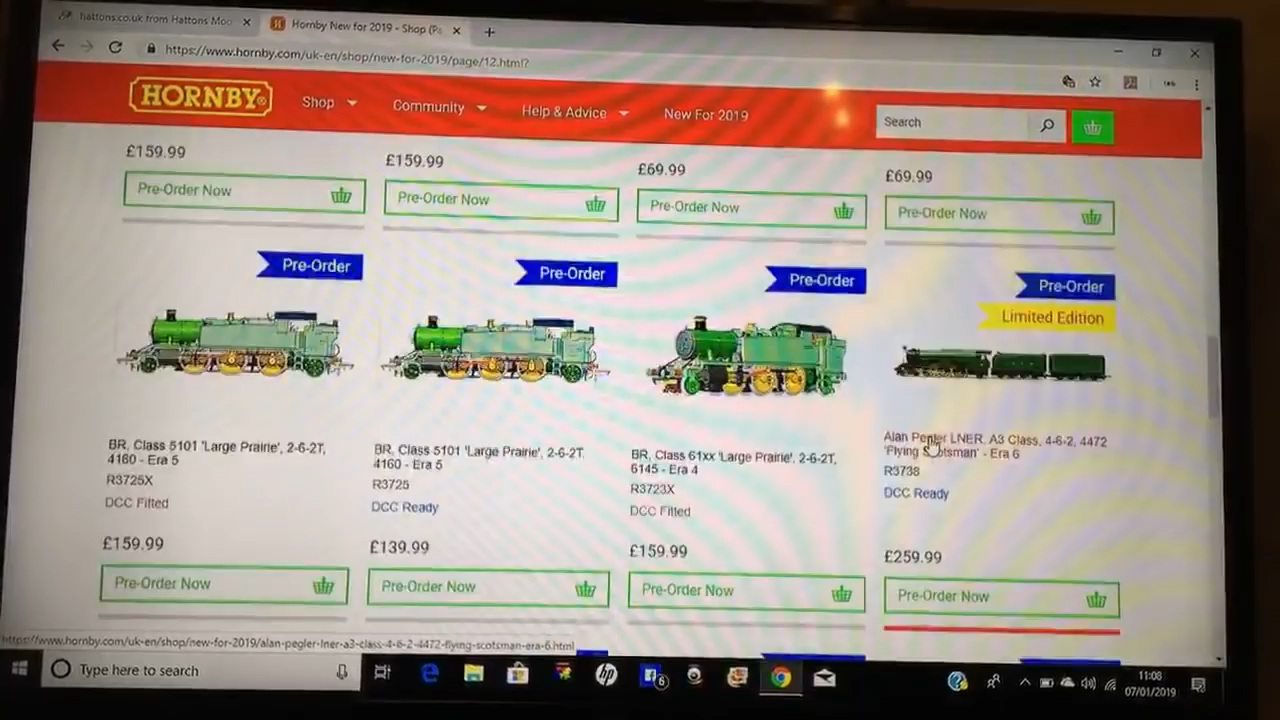 hattons.co.uk from Hattons Moo
Hornby New for 2019 - Shop (Pa
https://www.hornby.com/uk-en/shop/new-for-2019/page/12.html?
HORNBY®
Shop
Community
Help & Advice
New For 2019
Search
£159.99
£159.99
£69.99
£69.99
Pre-Order Now
Pre-Order Now
Pre-Order Now
Pre-Order Now
Pre-Order
Pre-Order
Pre-Order
Pre-Order
Limited Edition
BR, Class 5101 'Large Prairie', 2-6-2T,
4160 - Era 5
R3725X
DCC Fitted
£159.99
Pre-Order Now
BR, Class 5101 'Large Prairie', 2-6-2T,
4160 - Era 5
R3725
DCC Ready
£139.99
Pre-Order Now
BR, Class 61xx 'Large Prairie', 2-6-2T,
6145 - Era 4
R3723X
DCC Fitted
£159.99
Pre-Order Now
Alan Pegler LNER, A3 Class, 4-6-2, 4472
'Flying Scotsman' - Era 6
R3738
DCC Ready
£259.99
Pre-Order Now
https://www.hornby.com/uk-en/shop/new-for-2019/alan-pegler-lner-a3-class-4-6-2-4472-flying-scotsman-era-6.html
Type here to search
hp
6
11:08
07/01/2019